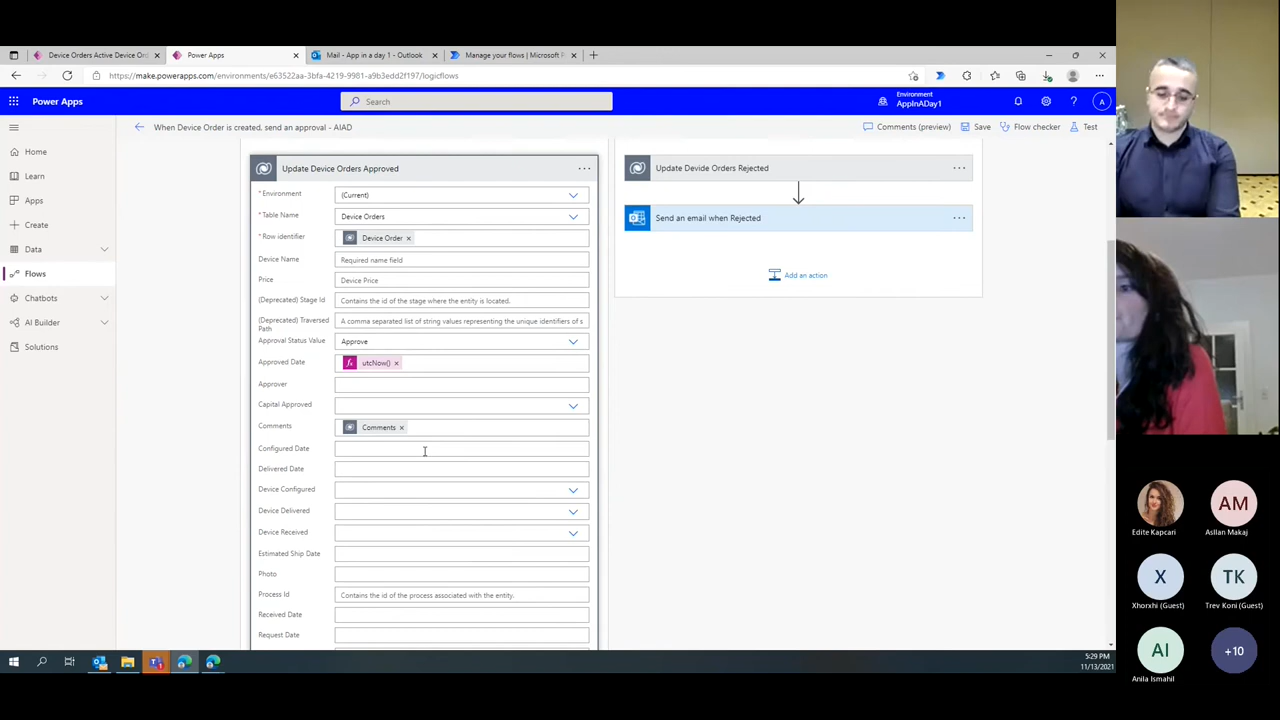 Device Orders Active Device Or
Power Apps
Mail - App in a day 1 - Outlook
Manage your flows | Microsoft P
https://make.powerapps.com/environments/e63522aa-3bfa-4219-9981-a9b3edd2f197/logicflows
Power Apps
Search
Environment
AppInADay1
A
When Device Order is created, send an approval - AIAD
Comments (preview)
Save
Flow checker
Test
Home
Learn
Apps
Create
Data
Flows
Chatbots
AI Builder
Solutions
Update Device Orders Approved
* Environment
(Current)
* Table Name
Device Orders
* Row identifier
Device Order
Device Name
Required name field
Price
Device Price
(Deprecated) Stage Id
Contains the id of the stage where the entity is located.
(Deprecated) Traversed
Path
A comma separated list of string values representing the unique identifiers of s
Approval Status Value
Approve
Approved Date
fx utcNow()
Approver
Capital Approved
Comments
Comments
Configured Date
Delivered Date
Device Configured
Device Delivered
Device Received
Estimated Ship Date
Photo
Process Id
Contains the id of the process associated with the entity.
Received Date
Request Date
Update Devide Orders Rejected
Send an email when Rejected
Add an action
5:29 PM
11/13/2021
Edite Kapcari
AM
Asllan Makaj
X
Xhorxhi (Guest)
TK
Trev Koni (Guest)
AI
Anila Ismahil
+10